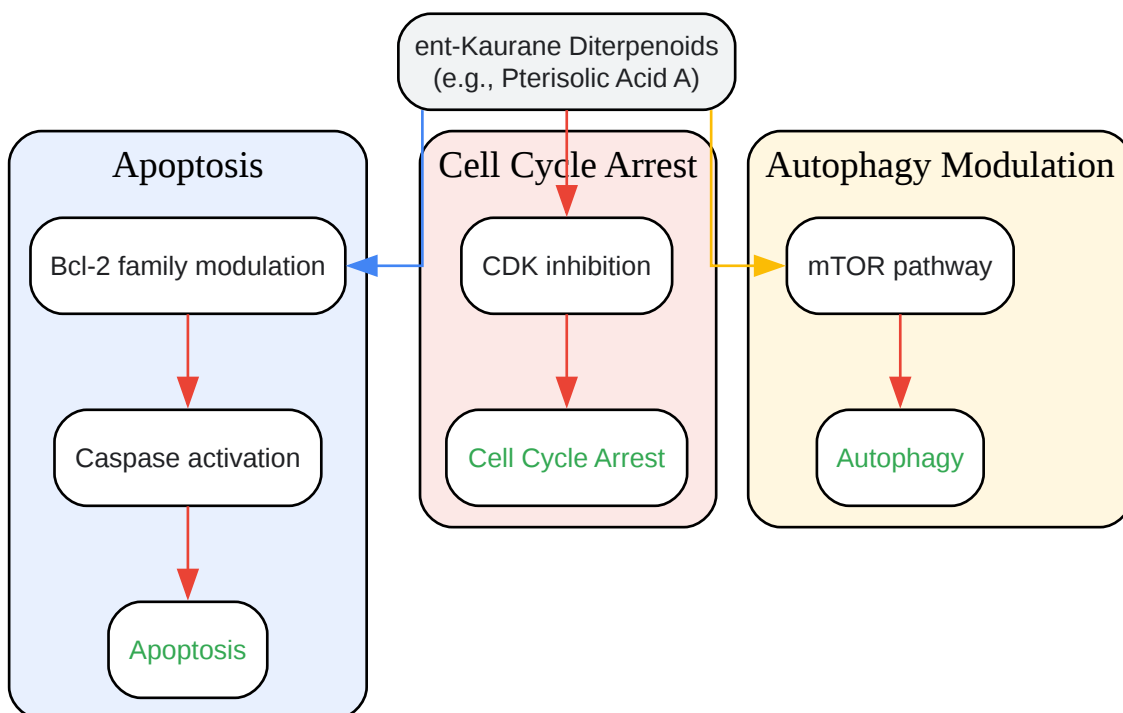 ent-Kaurane Diterpenoids
(e.g., Pterisolic Acid A)
Apoptosis
Bcl-2 family modulation
Caspase activation
Apoptosis
Cell Cycle Arrest
CDK inhibition
Cell Cycle Arrest
Autophagy Modulation
mTOR pathway
Autophagy